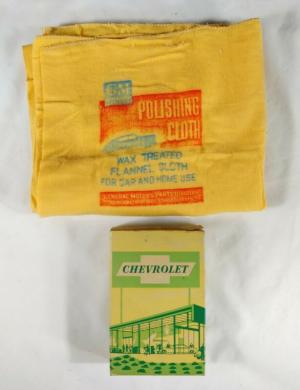 POLISHING
CLOTH
WAX TREATED
FLANNEL CLOTH
FOR CAR AND HOME USE
GENERAL MOTORS PARTS DIVISION
CHEVROLET